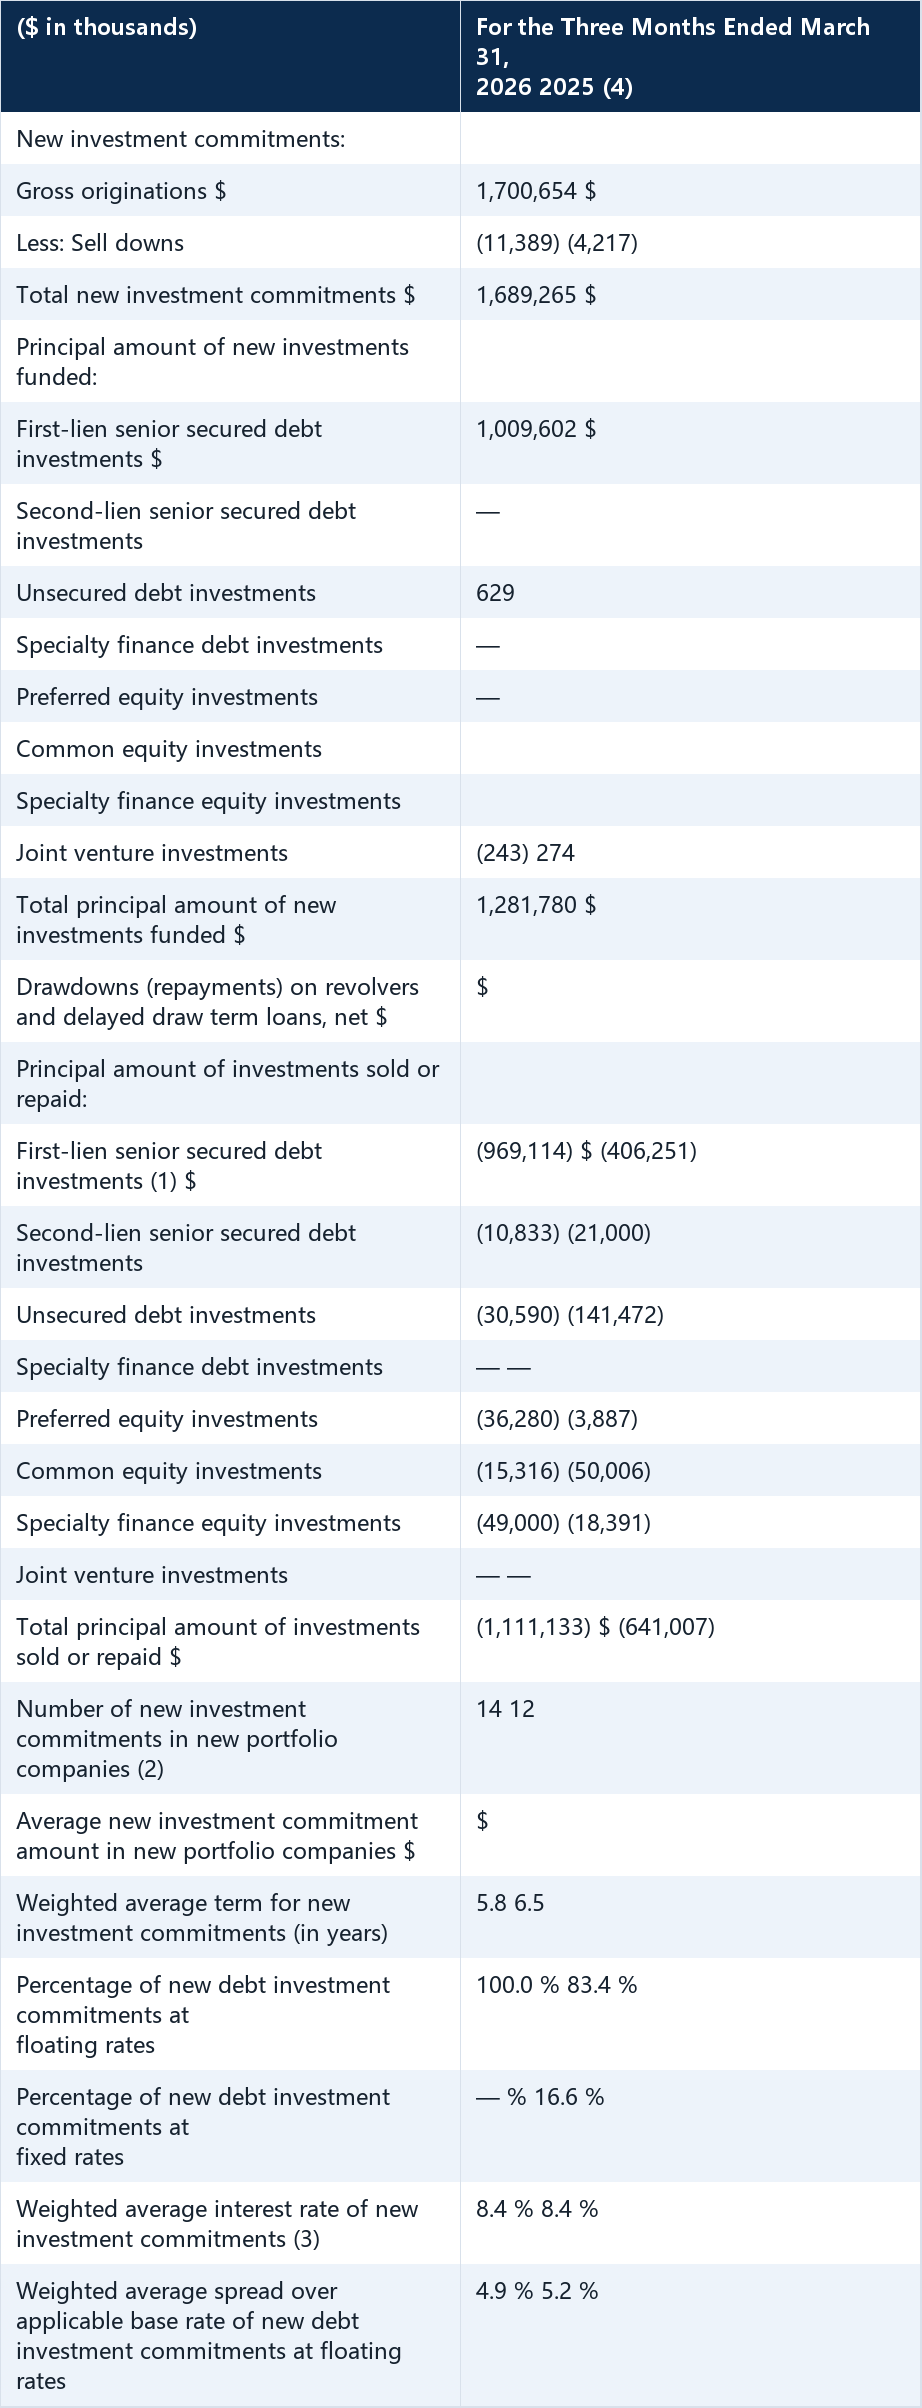 ($ in thousands)
For the Three Months Ended March
31,
2026 2025 (4)
New investment commitments:
Gross originations $
1,700,654 $
Less: Sell downs
(11,389) (4,217)
Total new investment commitments $
1,689,265 $
Principal amount of new investments
funded:
First-lien senior secured debt
investments $
1,009,602 $
Second-lien senior secured debt
investments
—
Unsecured debt investments
629
Specialty finance debt investments
—
Preferred equity investments
—
Common equity investments
Specialty finance equity investments
Joint venture investments
(243) 274
Total principal amount of new
investments funded $
1,281,780 $
Drawdowns (repayments) on revolvers
and delayed draw term loans, net $
$
Principal amount of investments sold or
repaid:
First-lien senior secured debt
investments (1) $
(969,114) $ (406,251)
Second-lien senior secured debt
investments
(10,833) (21,000)
Unsecured debt investments
(30,590) (141,472)
Specialty finance debt investments
— —
Preferred equity investments
(36,280) (3,887)
Common equity investments
(15,316) (50,006)
Specialty finance equity investments
(49,000) (18,391)
Joint venture investments
— —
Total principal amount of investments
sold or repaid $
(1,111,133) $ (641,007)
Number of new investment
commitments in new portfolio
companies (2)
14 12
Average new investment commitment
amount in new portfolio companies $
$
Weighted average term for new
investment commitments (in years)
5.8 6.5
Percentage of new debt investment
commitments at
floating rates
100.0 % 83.4 %
Percentage of new debt investment
commitments at
fixed rates
— % 16.6 %
Weighted average interest rate of new
investment commitments (3)
8.4 % 8.4 %
Weighted average spread over
applicable base rate of new debt
investment commitments at floating
rates
4.9 % 5.2 %